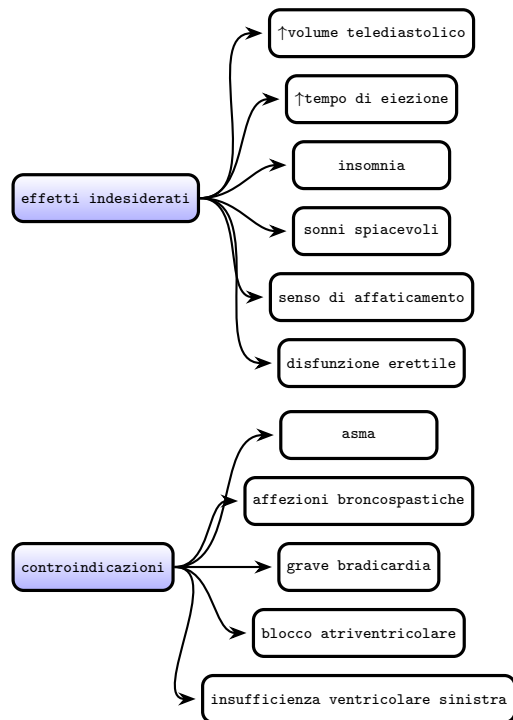 ↑volume telediastolico
↑tempo di eiezione
insomnia
effetti indesiderati
sonni spiacevoli
senso di affaticamento
disfunzione erettile
asma
affezioni broncospastiche
controindicazioni
grave bradicardia
blocco atriventricolare
insufficienza ventricolare sinistra